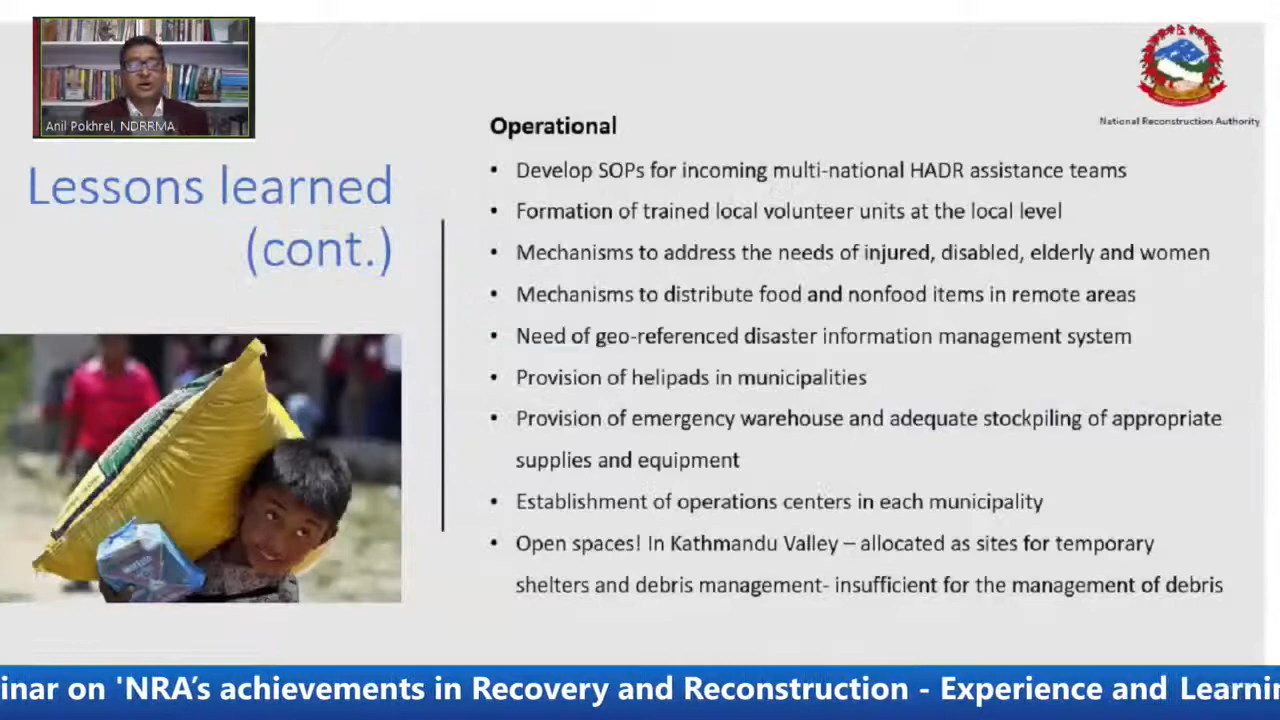 Anil Pokhrel, NDRRMA
National Reconstruction Authority
Lessons learned
(cont.)
Operational
• Develop SOPs for incoming multi-national HADR assistance teams
• Formation of trained local volunteer units at the local level
• Mechanisms to address the needs of injured, disabled, elderly and women
• Mechanisms to distribute food and nonfood items in remote areas
• Need of geo-referenced disaster information management system
• Provision of helipads in municipalities
• Provision of emergency warehouse and adequate stockpiling of appropriate
supplies and equipment
• Establishment of operations centers in each municipality
• Open spaces! In Kathmandu Valley – allocated as sites for temporary
shelters and debris management- insufficient for the management of debris
inar on 'NRA’s achievements in Recovery and Reconstruction - Experience and Learnin